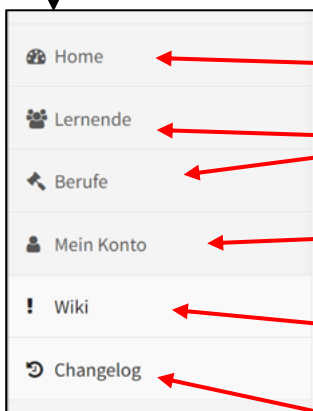 Home
Lernende
Berufe
Mein Konto
Wiki
Changelog